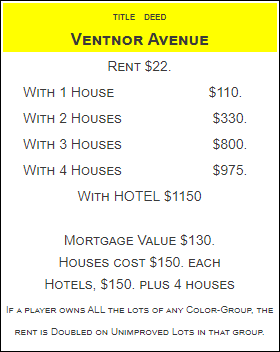 TITLE DEED
VENTNOR AVENUE
RENT $22.
WITH 1 HOUSE $110.
WITH 2 HOUSES $330.
WITH 3 HOUSES $800.
WITH 4 HOUSES $975.
WITH HOTEL $1150
MORTGAGE VALUE $130.
HOUSES COST $150. EACH
HOTELS, $150. PLUS 4 HOUSES
IF A PLAYER OWNS ALL THE LOTS OF ANY COLOR-GROUP, THE
RENT IS DOUBLED ON UNIMPROVED LOTS IN THAT GROUP.